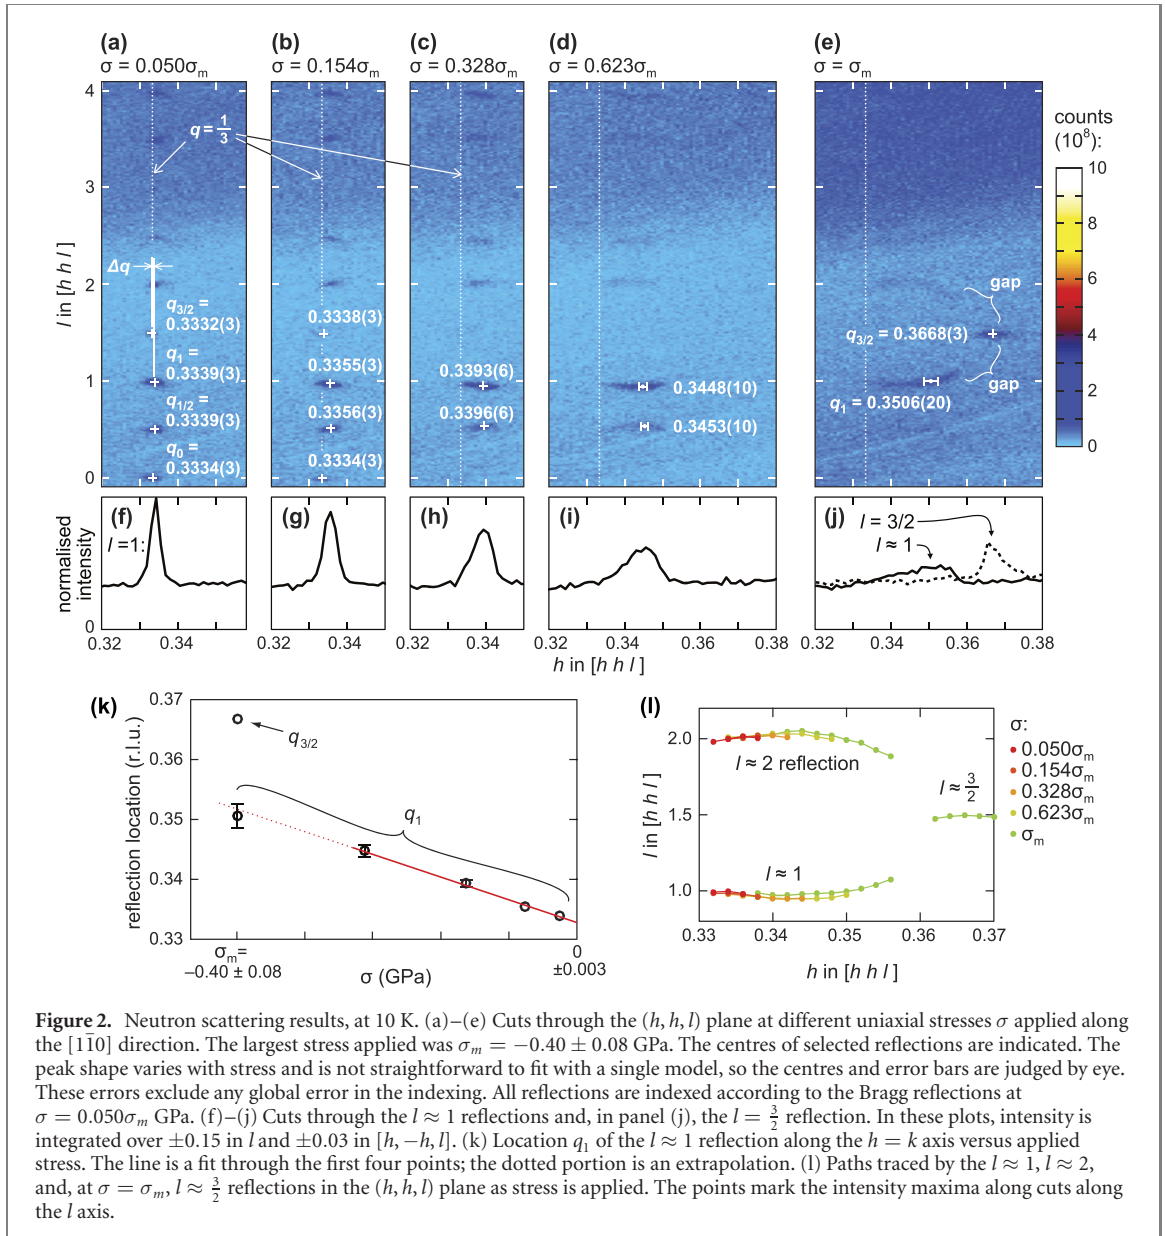 (a)
σ = 0.050σm
(b)
σ = 0.154σm
(c)
σ = 0.328σm
(d)
σ = 0.623σm
(e)
σ = σm
counts
(10⁸):
4
3
2
1
0
l in [h h l]
q = 1/3
Δq
q3/2 =
0.3332(3)
q1 =
0.3339(3)
q1/2 =
0.3339(3)
q0 =
0.3334(3)
0.3338(3)
0.3355(3)
0.3356(3)
0.3334(3)
0.3393(6)
0.3396(6)
0.3448(10)
0.3453(10)
gap
q3/2 = 0.3668(3)
gap
q1 = 0.3506(20)
10
8
6
4
2
0
normalised
intensity
0
(f)
l =1:
(g)
(h)
(i)
(j)
l = 3/2
l ≈ 1
0.32 0.34
0.32 0.34
0.32 0.34
0.32 0.34 0.36 0.38
0.32 0.34 0.36 0.38
h in [h h l]
(k)
reflection location (r.l.u.)
0.37
0.36
0.35
0.34
0.33
q3/2
q1
σm=
−0.40 ± 0.08
σ (GPa)
0
±0.003
(l)
l in [h h l]
2.0
1.5
1.0
l ≈ 2 reflection
l ≈ 3/2
l ≈ 1
0.33 0.34 0.35 0.36 0.37
h in [h h l]
σ:
0.050σm
0.154σm
0.328σm
0.623σm
σm
Figure 2. Neutron scattering results, at 10 K. (a)–(e) Cuts through the (h, h, l) plane at different uniaxial stresses σ applied along
the [11̅0] direction. The largest stress applied was σm = −0.40 ± 0.08 GPa. The centres of selected reflections are indicated. The
peak shape varies with stress and is not straightforward to fit with a single model, so the centres and error bars are judged by eye.
These errors exclude any global error in the indexing. All reflections are indexed according to the Bragg reflections at
σ = 0.050σm GPa. (f)–(j) Cuts through the l ≈ 1 reflections and, in panel (j), the l = 3/2 reflection. In these plots, intensity is
integrated over ±0.15 in l and ±0.03 in [h, −h, l]. (k) Location q1 of the l ≈ 1 reflection along the h = k axis versus applied
stress. The line is a fit through the first four points; the dotted portion is an extrapolation. (l) Paths traced by the l ≈ 1, l ≈ 2,
and, at σ = σm, l ≈ 3/2 reflections in the (h, h, l) plane as stress is applied. The points mark the intensity maxima along cuts along
the l axis.